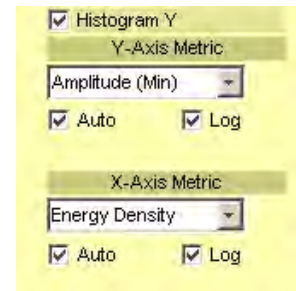 Histogram Y
Y-Axis Metric
Amplitude (Min)
Auto Log
X-Axis Metric
Energy Density
Auto Log